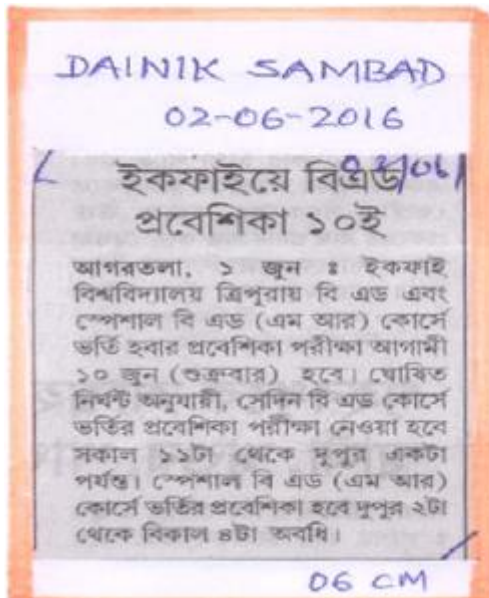 DAINIK SAMBAD
02-06-2016
ইকফাইয়ে বিএড
প্রবেশিকা ১০ই
আগরতলা, ১ জুন ঃ ইকফাই
বিশ্ববিদ্যালয় ত্রিপুরায় বি এড এবং
স্পেশাল বি এড (এম আর) কোর্সে
ভর্তি হবার প্রবেশিকা পরীক্ষা আগামী
১০ জুন (শুক্রবার) হবে। ঘোষিত
নির্ঘন্ট অনুযায়ী, সেদিন বি এড কোর্সে
ভর্তির প্রবেশিকা পরীক্ষা নেওয়া হবে
সকাল ১১টা থেকে দুপুর একটা
পর্যন্ত। স্পেশাল বি এড (এম আর)
কোর্সে ভর্তির প্রবেশিকা হবে দুপুর ২টা
থেকে বিকাল ৪টা অবধি।
06 CM